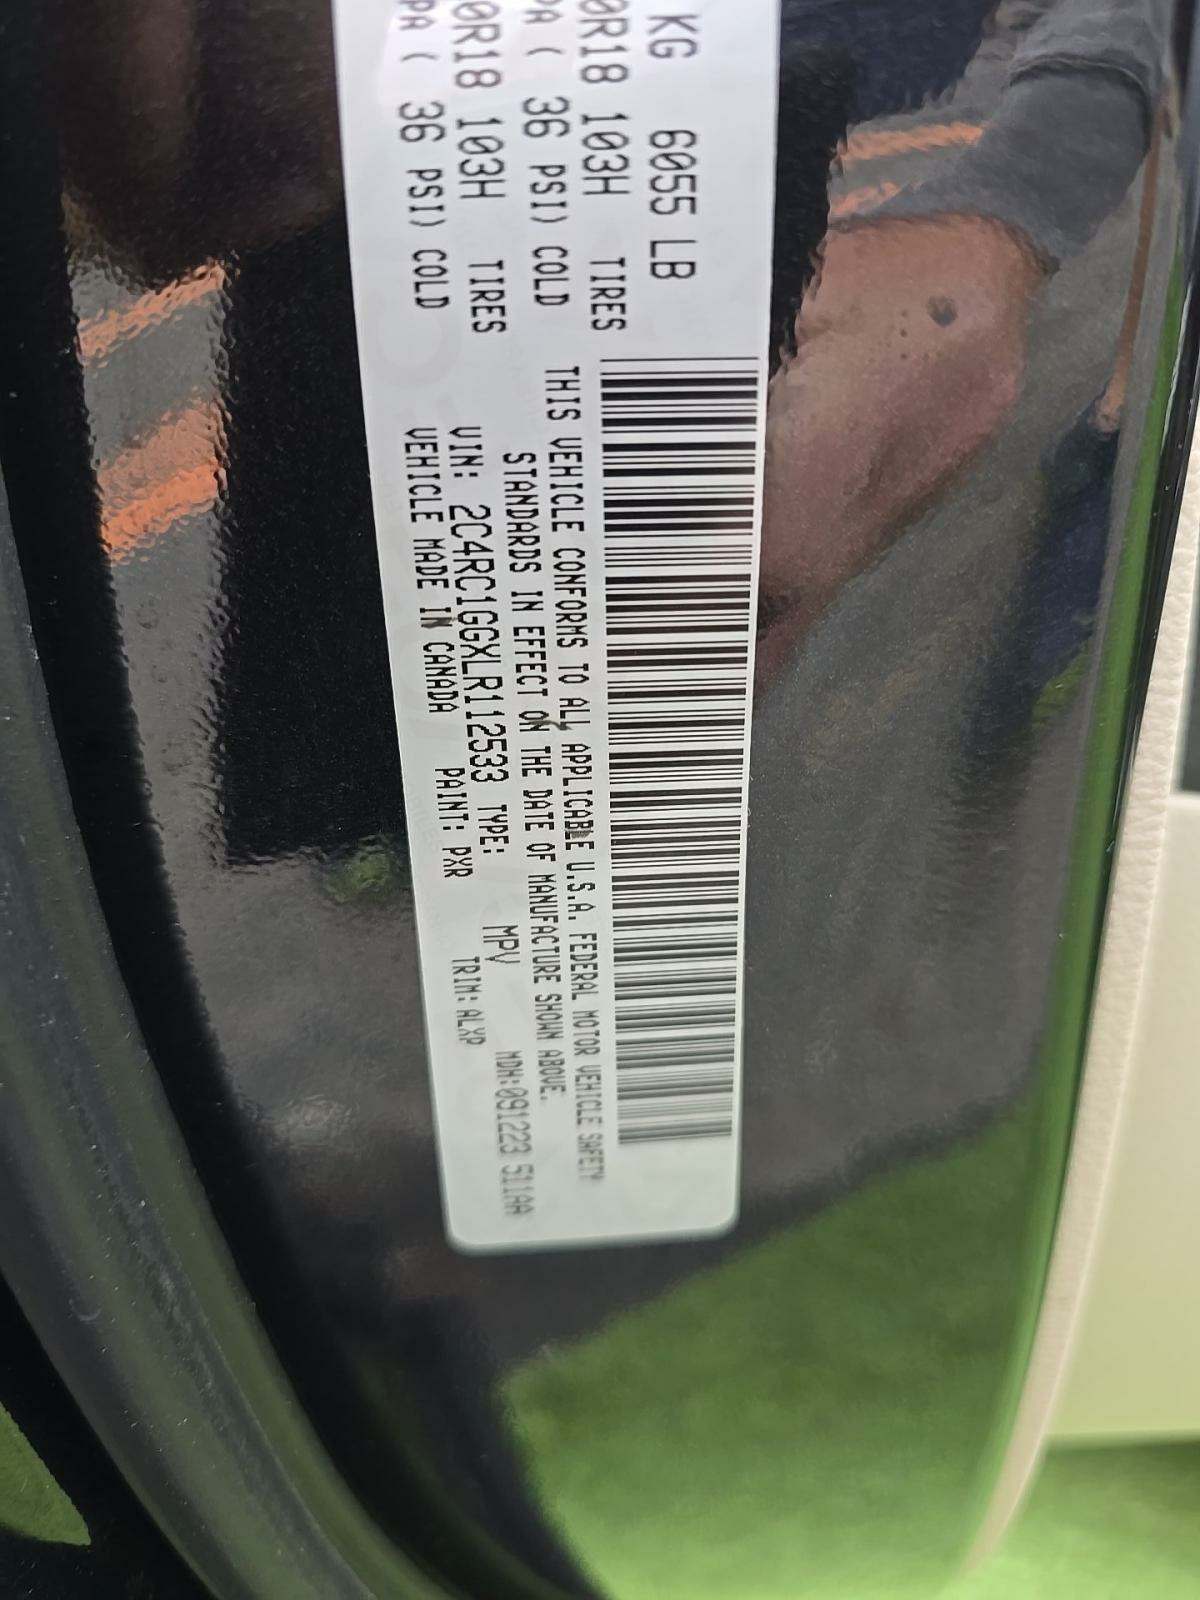 KG 6055 LB
0R18 103H TIRES
PA ( 36 PSI) COLD
0R18 103H TIRES
PA ( 36 PSI) COLD
THIS VEHICLE CONFORMS TO ALL APPLICABLE U.S.A. FEDERAL MOTOR VEHICLE SAFETY
STANDARDS IN EFFECT ON THE DATE OF MANUFACTURE SHOWN ABOVE.
VIN: 2C4RC1GGXLR112533 TYPE: MPV MDH:091223 511AA
VEHICLE MADE IN CANADA PAINT: PXR TRIM:ALXP